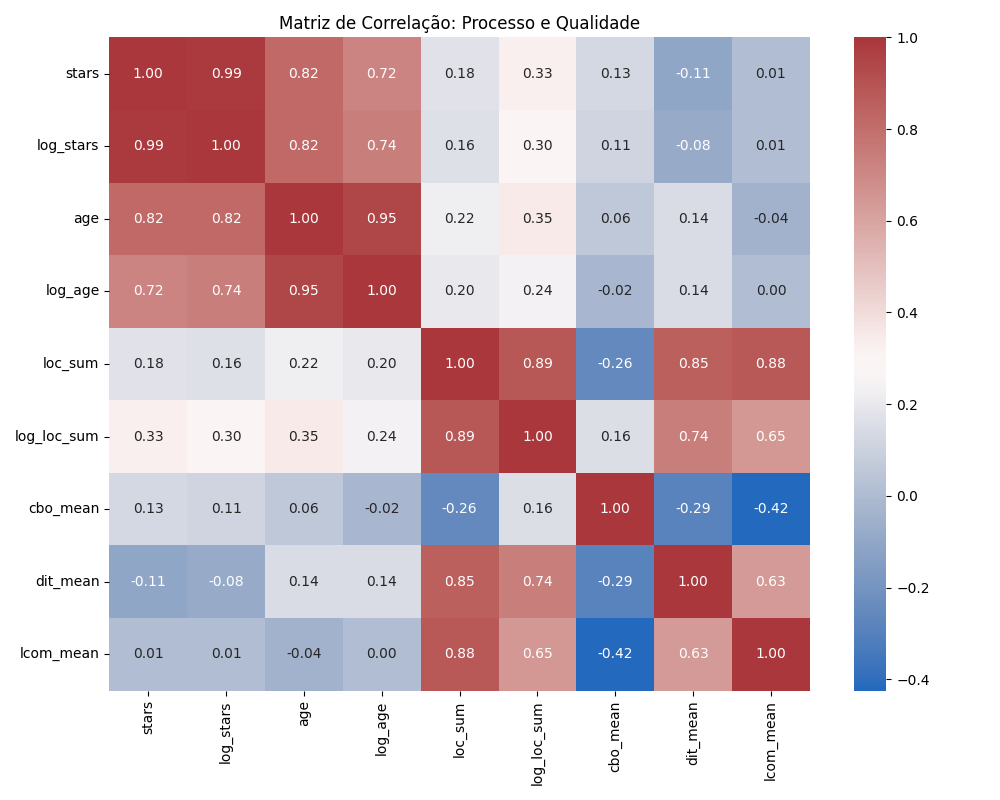 Matriz de Correlação: Processo e Qualidade
stars 1.00 0.99 0.82 0.72 0.18 0.33 0.13 -0.11 0.01
log_stars 0.99 1.00 0.82 0.74 0.16 0.30 0.11 -0.08 0.01
age 0.82 0.82 1.00 0.95 0.22 0.35 0.06 0.14 -0.04
log_age 0.72 0.74 0.95 1.00 0.20 0.24 -0.02 0.14 0.00
loc_sum 0.18 0.16 0.22 0.20 1.00 0.89 -0.26 0.85 0.88
log_loc_sum 0.33 0.30 0.35 0.24 0.89 1.00 0.16 0.74 0.65
cbo_mean 0.13 0.11 0.06 -0.02 -0.26 0.16 1.00 -0.29 -0.42
dit_mean -0.11 -0.08 0.14 0.14 0.85 0.74 -0.29 1.00 0.63
lcom_mean 0.01 0.01 -0.04 0.00 0.88 0.65 -0.42 0.63 1.00
stars log_stars age log_age loc_sum log_loc_sum cbo_mean dit_mean lcom_mean
1.0
0.8
0.6
0.4
0.2
0.0
−0.2
−0.4